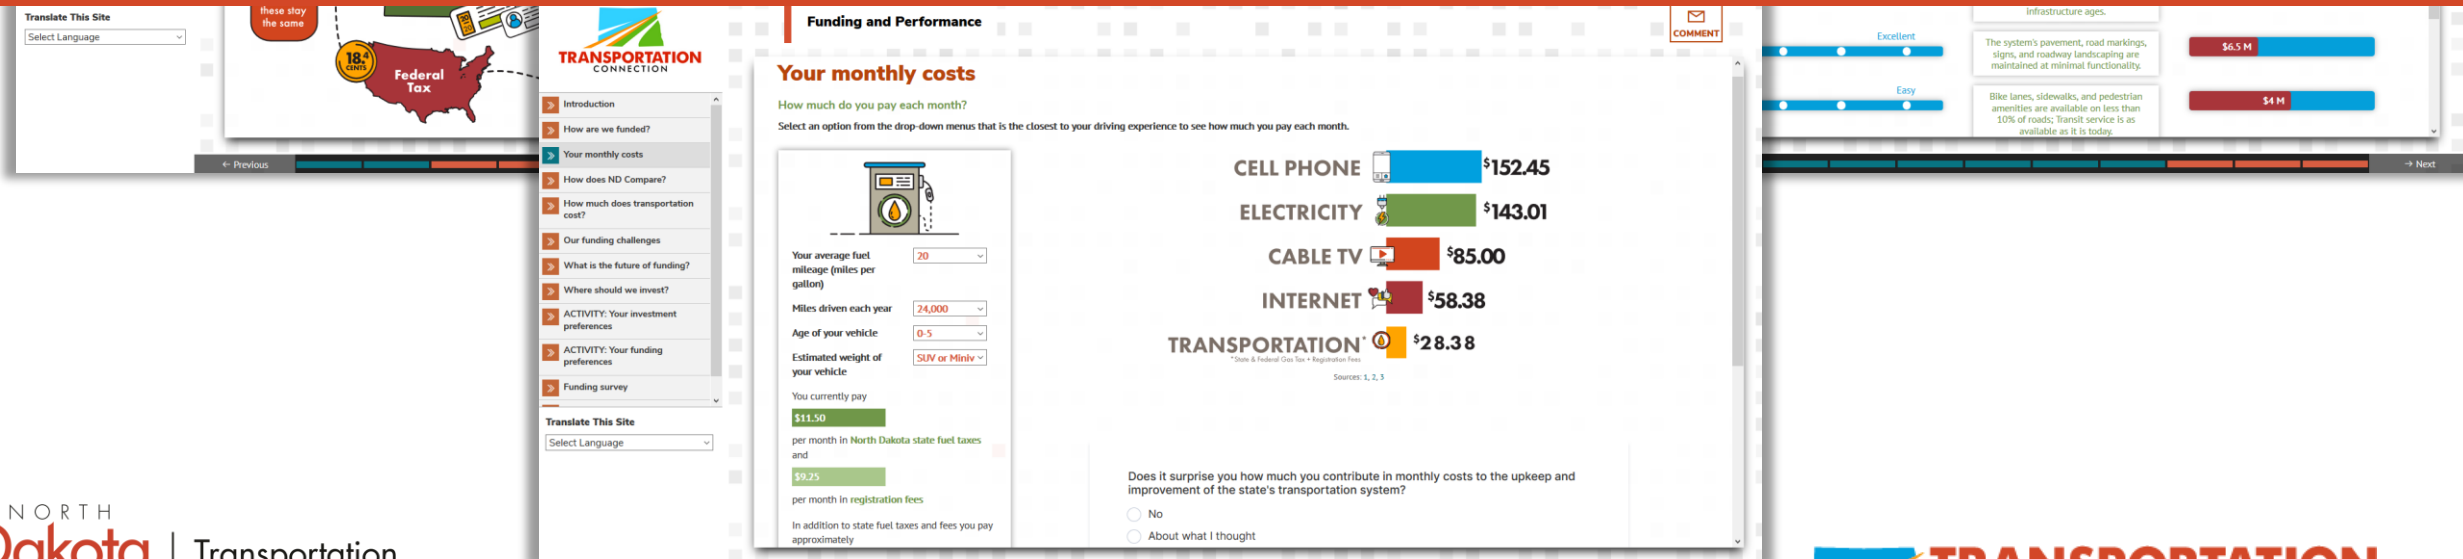 Translate This Site
Select Language
these stay
the same
18.4
CENTS
Federal
Tax
← Previous
TRANSPORTATION
CONNECTION
Introduction
How are we funded?
Your monthly costs
How does ND Compare?
How much does transportation
cost?
Our funding challenges
What is the future of funding?
Where should we invest?
ACTIVITY: Your investment
preferences
ACTIVITY: Your funding
preferences
Funding survey
Translate This Site
Select Language
Funding and Performance
COMMENT
Your monthly costs
How much do you pay each month?
Select an option from the drop-down menus that is the closest to your driving experience to see how much you pay each month.
Your average fuel
mileage (miles per
gallon)
20
Miles driven each year
24,000
Age of your vehicle
0-5
Estimated weight of
your vehicle
SUV or Miniv
You currently pay
$11.50
per month in North Dakota state fuel taxes
and
$9.25
per month in registration fees
In addition to state fuel taxes and fees you pay
approximately
CELL PHONE $152.45
ELECTRICITY $143.01
CABLE TV $85.00
INTERNET $58.38
TRANSPORTATION* $28.38
*State & Federal Gas Tax + Registration Fees
Sources: 1, 2, 3
Does it surprise you how much you contribute in monthly costs to the upkeep and
improvement of the state's transportation system?
No
About what I thought
infrastructure ages.
Excellent
The system's pavement, road markings,
signs, and roadway landscaping are
maintained at minimal functionality.
$6.5 M
Easy
Bike lanes, sidewalks, and pedestrian
amenities are available on less than
10% of roads; Transit service is as
available as it is today.
$4 M
→ Next
NORTH
Dakota | Transportation
TRANSPORTATION